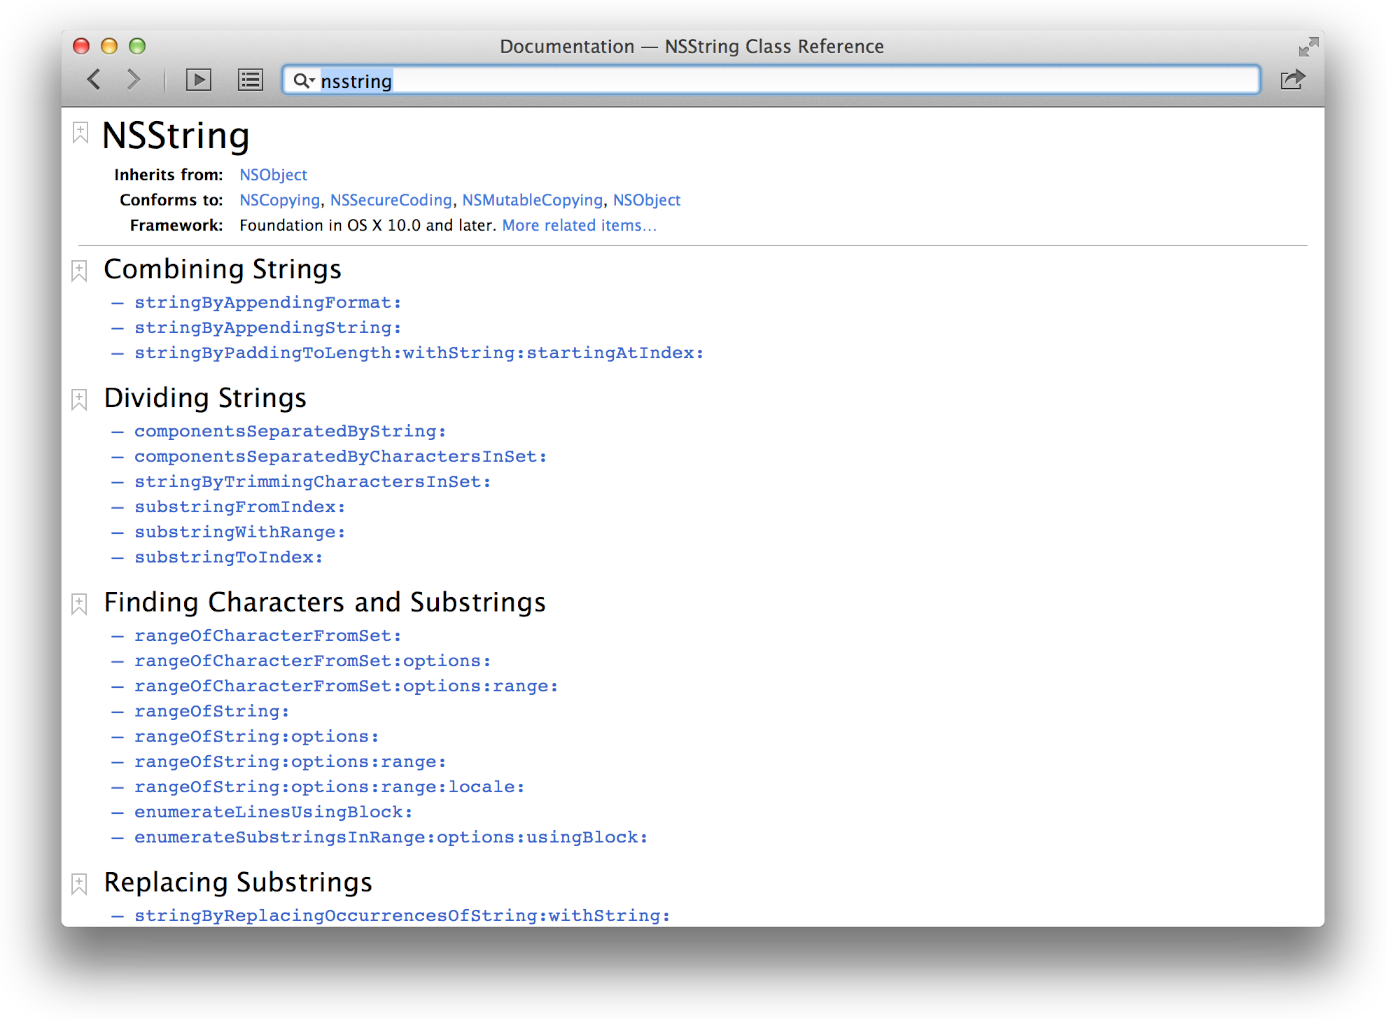 Documentation — NSString Class Reference
nsstring
NSString
Inherits from: NSObject
Conforms to: NSCopying, NSSecureCoding, NSMutableCopying, NSObject
Framework: Foundation in OS X 10.0 and later. More related items...
Combining Strings
– stringByAppendingFormat:
– stringByAppendingString:
– stringByPaddingToLength:withString:startingAtIndex:
Dividing Strings
– componentsSeparatedByString:
– componentsSeparatedByCharactersInSet:
– stringByTrimmingCharactersInSet:
– substringFromIndex:
– substringWithRange:
– substringToIndex:
Finding Characters and Substrings
– rangeOfCharacterFromSet:
– rangeOfCharacterFromSet:options:
– rangeOfCharacterFromSet:options:range:
– rangeOfString:
– rangeOfString:options:
– rangeOfString:options:range:
– rangeOfString:options:range:locale:
– enumerateLinesUsingBlock:
– enumerateSubstringsInRange:options:usingBlock:
Replacing Substrings
– stringByReplacingOccurrencesOfString:withString: